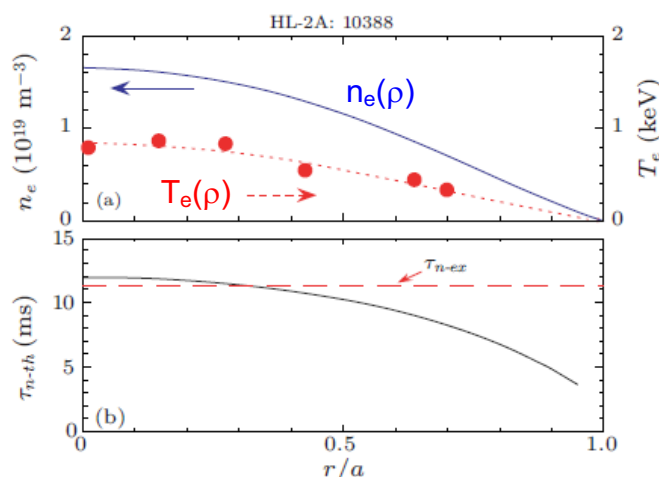 HL-2A: 10388
2
1
0
n_e (10^19 m^−3)
n_e(ρ)
T_e(ρ)
(a)
2
1
0
T_e (keV)
15
10
5
0
τ_n-th (ms)
τ_n-ex
(b)
0
0.5
1.0
r/a